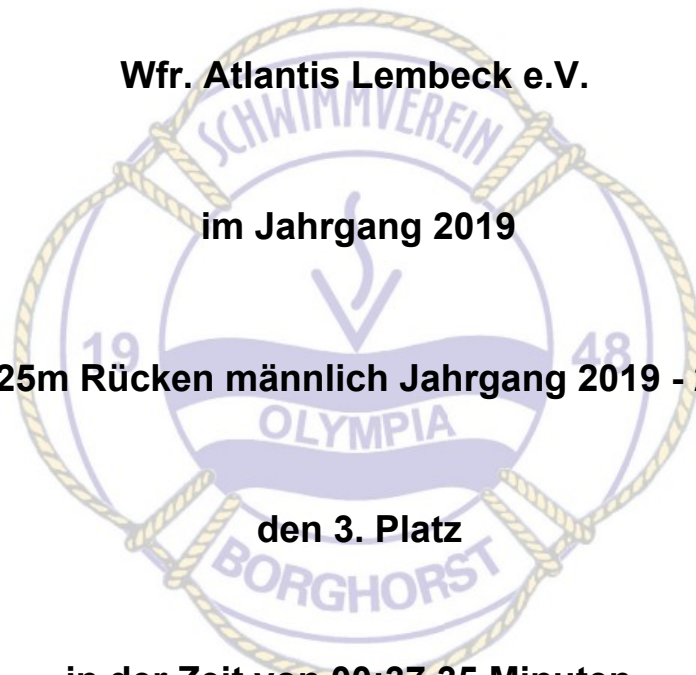 Wfr. Atlantis Lembeck e.V.
SCHWIMMVEREIN
im Jahrgang 2019
19 48
25m Rücken männlich Jahrgang 2019 -
OLYMPIA
den 3. Platz
BORGHORST
in der Zeit von 00:37,35 Minuten